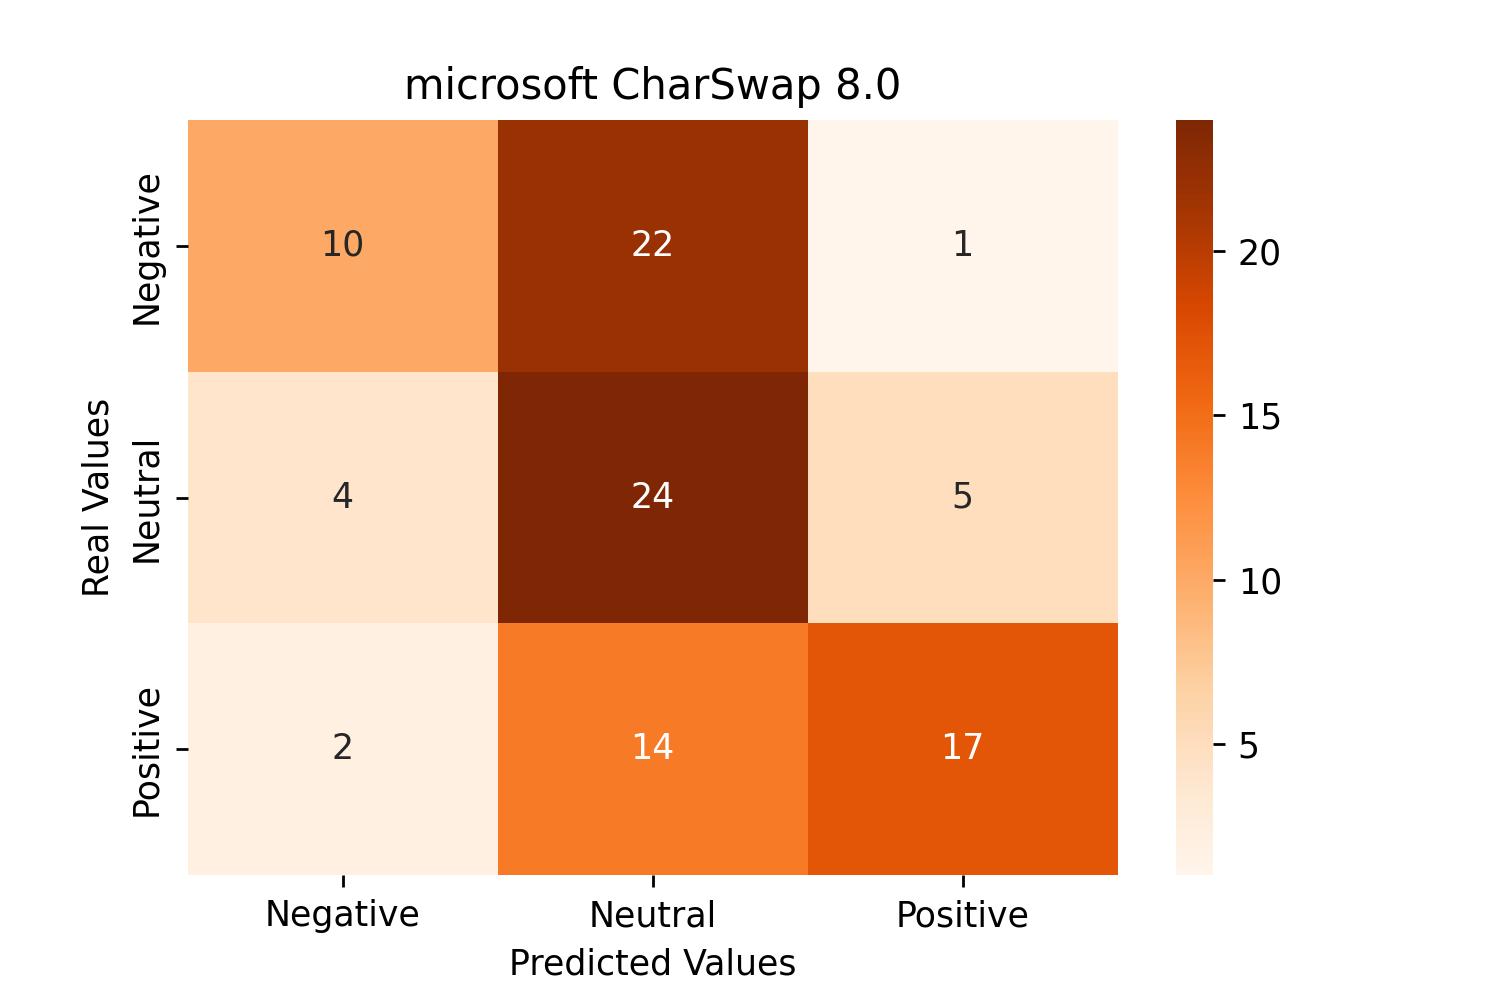 microsoft CharSwap 8.0
Real Values
Negative
10 22 1
Neutral
4 24 5
Positive
2 14 17
Negative Neutral Positive
Predicted Values
20
15
10
5